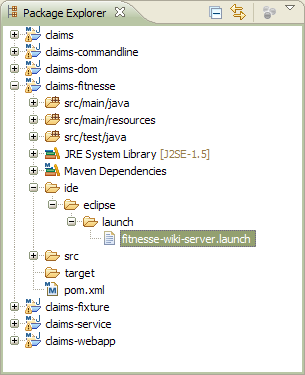 Package Explorer
claims
claims-commandline
claims-dom
claims-fitnesse
src/main/java
src/main/resources
src/test/java
JRE System Library [J2SE-1.5]
Maven Dependencies
ide
eclipse
launch
fitnesse-wiki-server.launch
src
target
pom.xml
claims-fixture
claims-service
claims-webapp